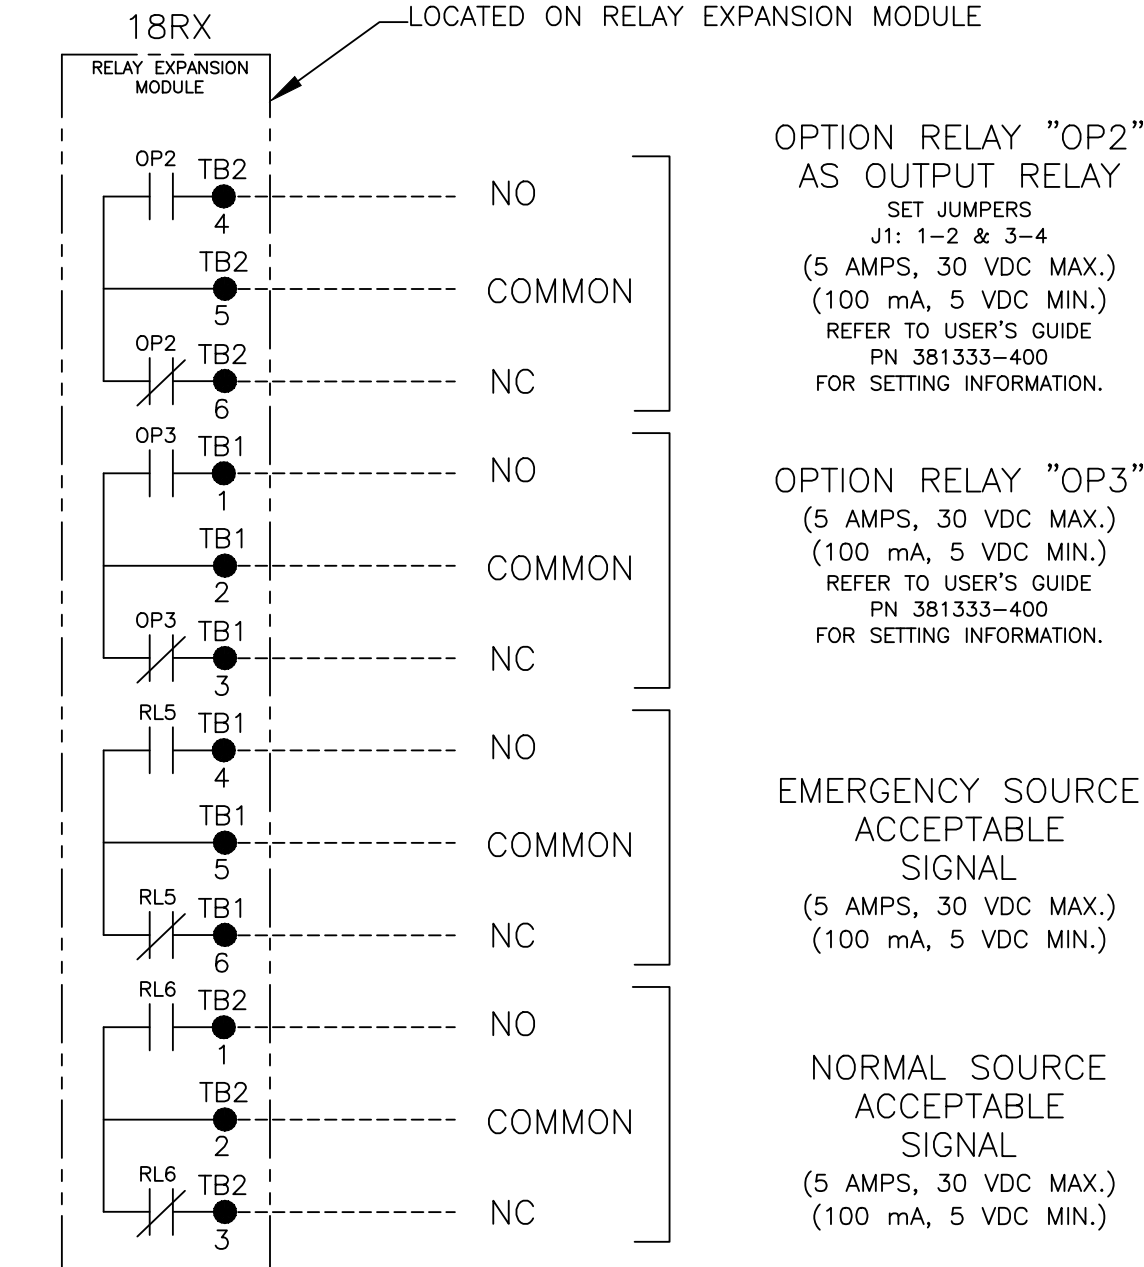 18RX
LOCATED ON RELAY EXPANSION MODULE
RELAY EXPANSION
MODULE
OP2
TB2
4
NO
TB2
5
COMMON
OP2
TB2
6
NC
OPTION RELAY "OP2"
AS OUTPUT RELAY
SET JUMPERS
J1: 1-2 & 3-4
(5 AMPS, 30 VDC MAX.)
(100 mA, 5 VDC MIN.)
REFER TO USER'S GUIDE
PN 381333-400
FOR SETTING INFORMATION.
OP3
TB1
1
NO
TB1
2
COMMON
OP3
TB1
3
NC
OPTION RELAY "OP3"
(5 AMPS, 30 VDC MAX.)
(100 mA, 5 VDC MIN.)
REFER TO USER'S GUIDE
PN 381333-400
FOR SETTING INFORMATION.
RL5
TB1
4
NO
TB1
5
COMMON
RL5
TB1
6
NC
EMERGENCY SOURCE
ACCEPTABLE
SIGNAL
(5 AMPS, 30 VDC MAX.)
(100 mA, 5 VDC MIN.)
RL6
TB2
1
NO
TB2
2
COMMON
RL6
TB2
3
NC
NORMAL SOURCE
ACCEPTABLE
SIGNAL
(5 AMPS, 30 VDC MAX.)
(100 mA, 5 VDC MIN.)